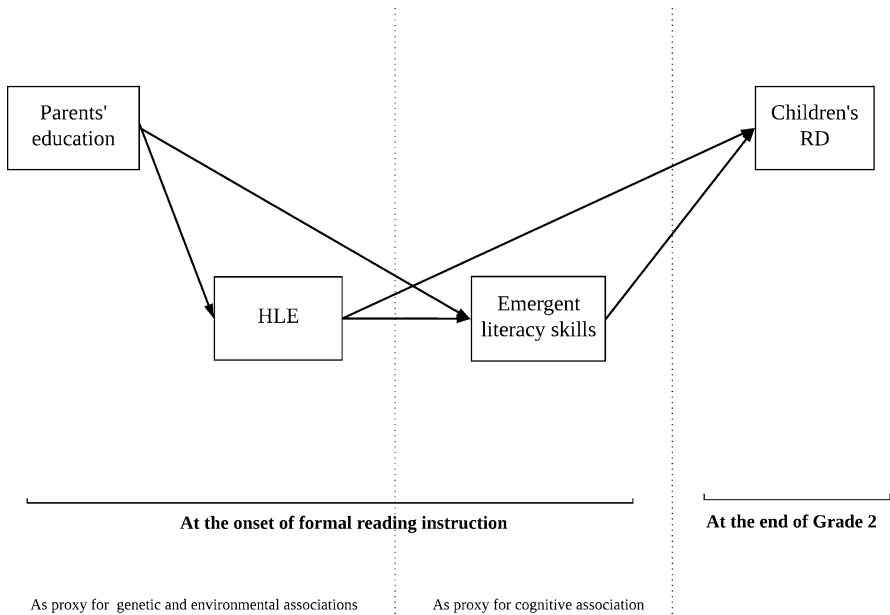 Parents'
education
Children's
RD
HLE
Emergent
literacy skills
At the onset of formal reading instruction
At the end of Grade 2
As proxy for genetic and environmental associations
As proxy for cognitive association